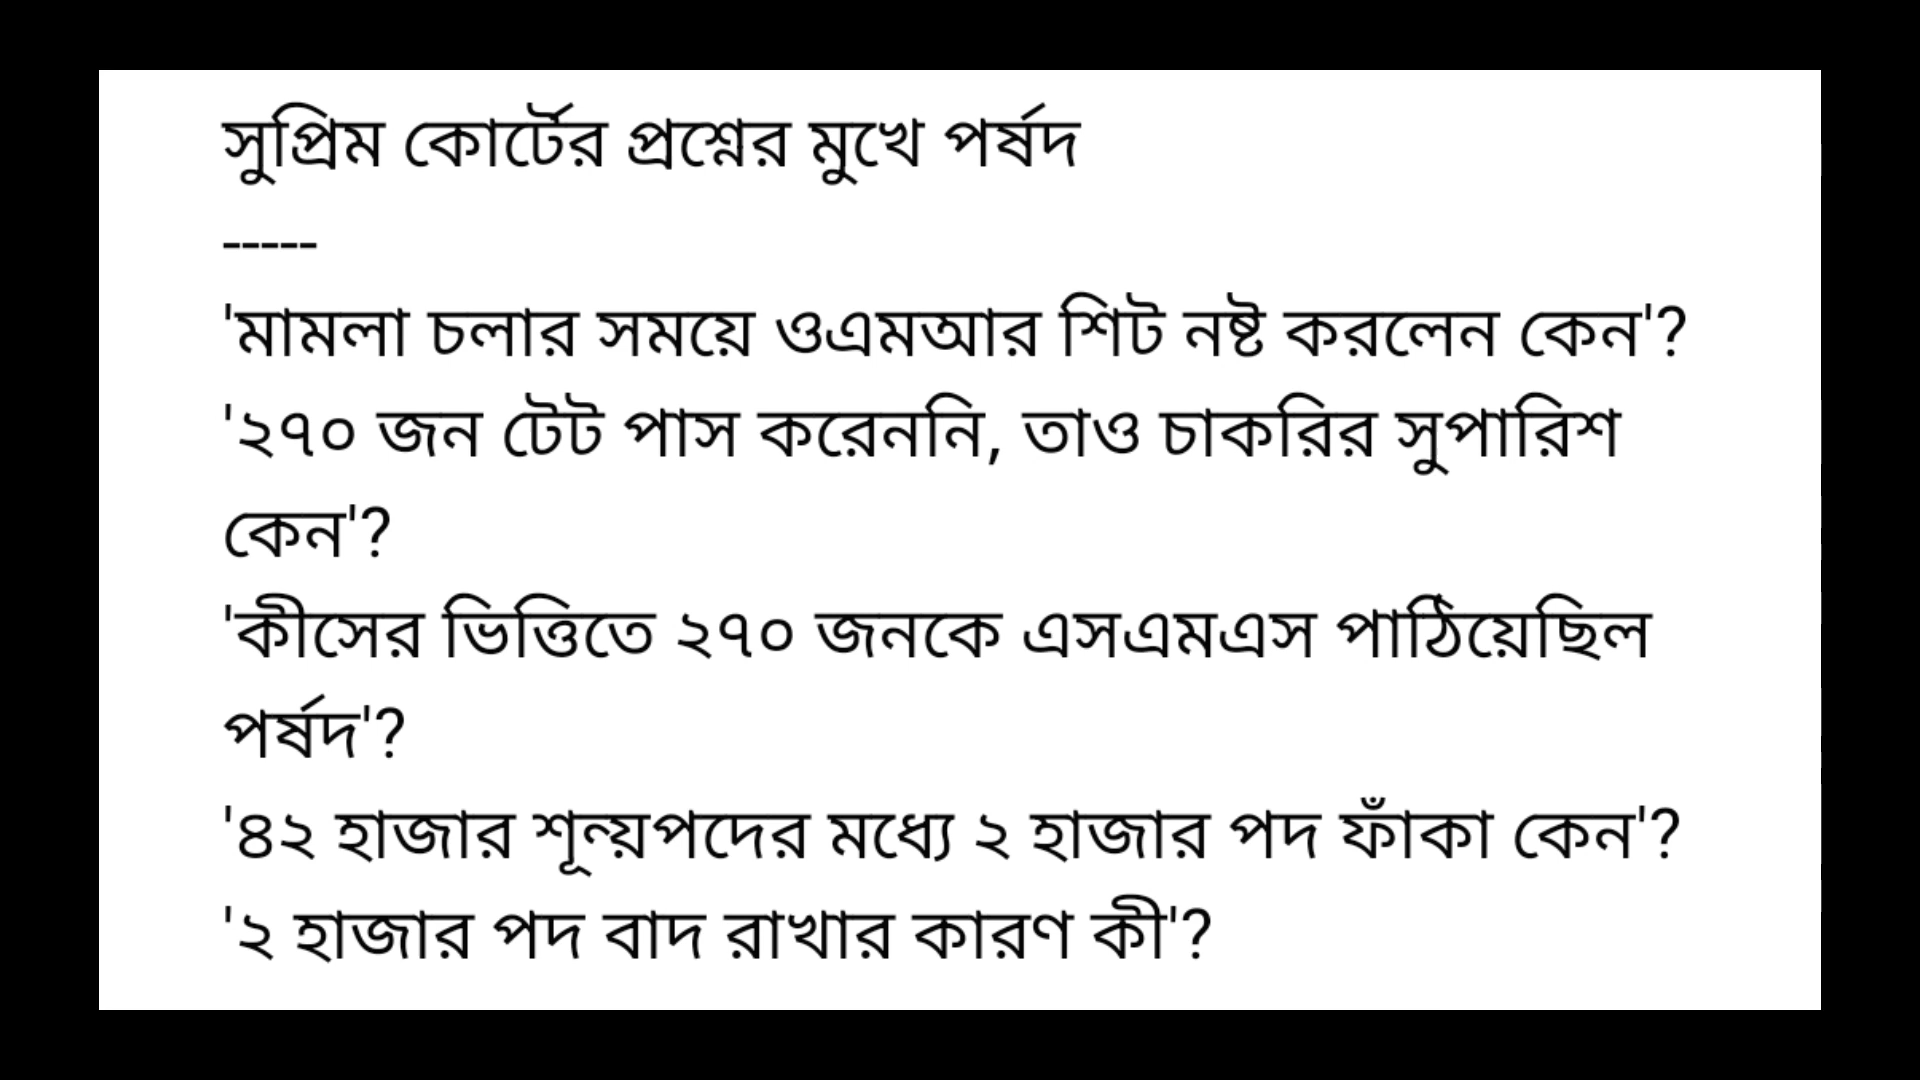 সুপ্রিম কোর্টের প্রশ্নের মুখে পর্ষদ
-----
'মামলা চলার সময়ে ওএমআর শিট নষ্ট করলেন কেন'?
'২৭০ জন টেট পাস করেননি, তাও চাকরির সুপারিশ
কেন'?
'কীসের ভিত্তিতে ২৭০ জনকে এসএমএস পাঠিয়েছিল
পর্ষদ'?
'৪২ হাজার শূন্য়পদের মধ্যে ২ হাজার পদ ফাঁকা কেন'?
'২ হাজার পদ বাদ রাখার কারণ কী'?